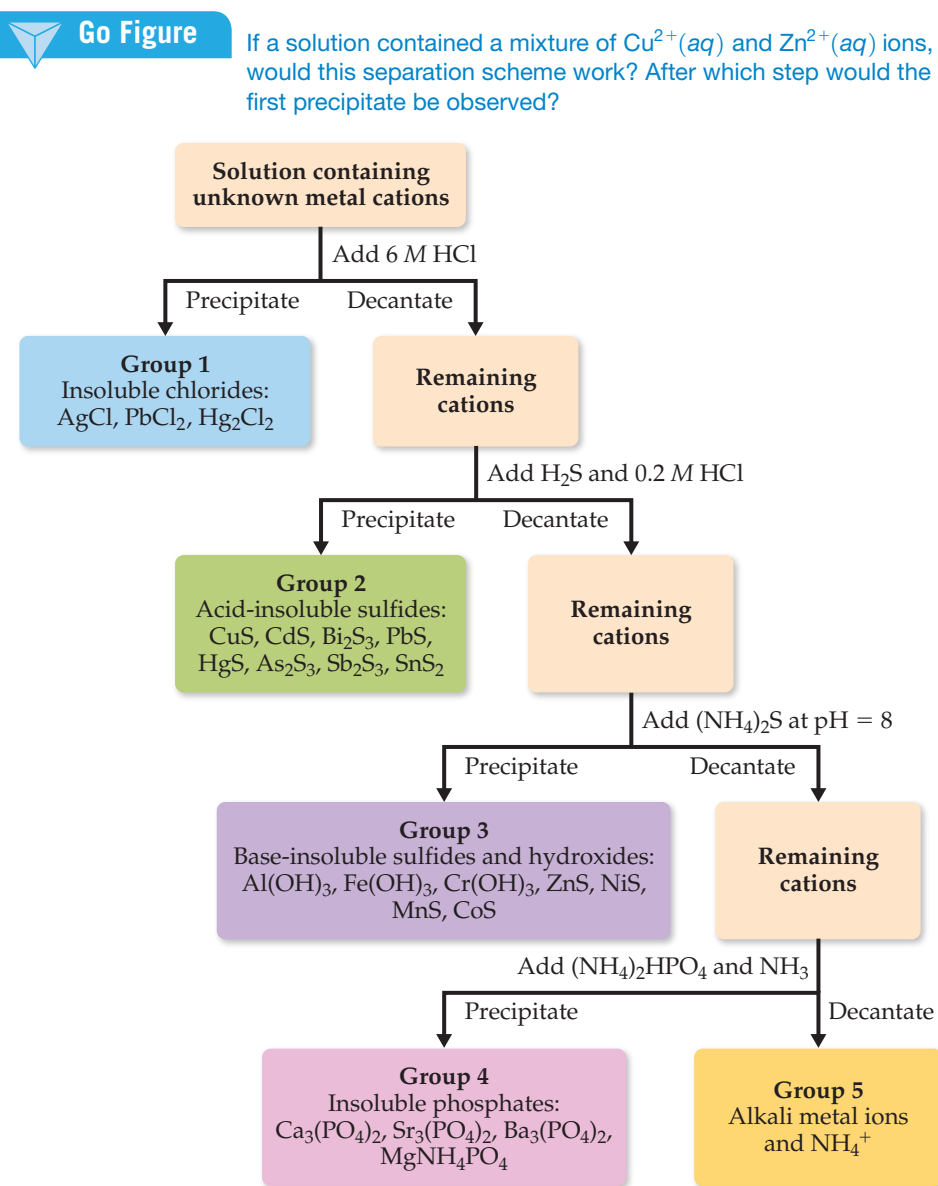 Go Figure
If a solution contained a mixture of Cu²⁺(aq) and Zn²⁺(aq) ions,
would this separation scheme work? After which step would the
first precipitate be observed?
Solution containing
unknown metal cations
Add 6 M HCl
Precipitate
Decantate
Group 1
Insoluble chlorides:
AgCl, PbCl₂, Hg₂Cl₂
Remaining
cations
Add H₂S and 0.2 M HCl
Precipitate
Decantate
Group 2
Acid-insoluble sulfides:
CuS, CdS, Bi₂S₃, PbS,
HgS, As₂S₃, Sb₂S₃, SnS₂
Remaining
cations
Add (NH₄)₂S at pH = 8
Precipitate
Decantate
Group 3
Base-insoluble sulfides and hydroxides:
Al(OH)₃, Fe(OH)₃, Cr(OH)₃, ZnS, NiS,
MnS, CoS
Remaining
cations
Add (NH₄)₂HPO₄ and NH₃
Precipitate
Decantate
Group 4
Insoluble phosphates:
Ca₃(PO₄)₂, Sr₃(PO₄)₂, Ba₃(PO₄)₂,
MgNH₄PO₄
Group 5
Alkali metal ions
and NH₄⁺